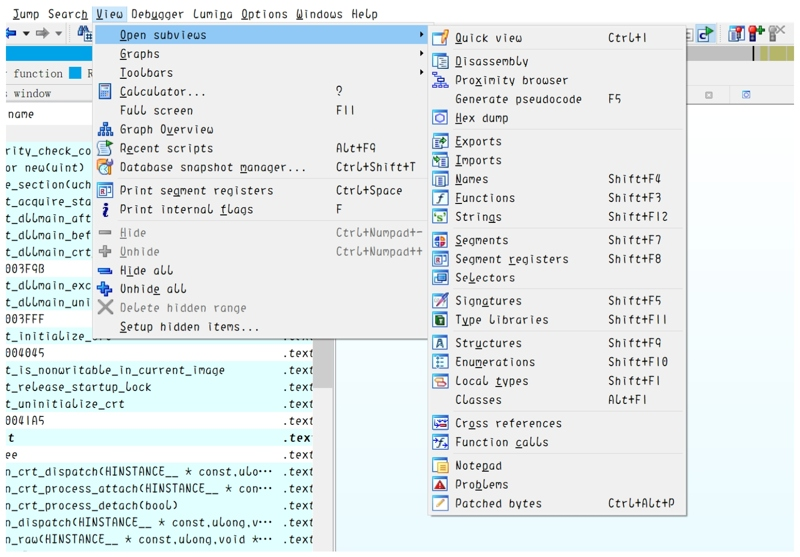 Jump Search View Debugger Lumina Options Windows Help
function
s window
name
Open subviews
Graphs
Toolbars
Calculator... ?
Full screen F11
Graph Overview
Recent scripts Alt+F9
Database snapshot manager... Ctrl+Shift+T
Print segment registers Ctrl+Space
Print internal flags F
Hide Ctrl+Numpad+-
Unhide Ctrl+Numpad++
Hide all
Unhide all
Delete hidden range
Setup hidden items...
Quick view Ctrl+1
Disassembly
Proximity browser
Generate pseudocode F5
Hex dump
Exports
Imports
Names Shift+F4
Functions Shift+F3
Strings Shift+F12
Segments Shift+F7
Segment registers Shift+F8
Selectors
Signatures Shift+F5
Type libraries Shift+F11
Structures Shift+F9
Enumerations Shift+F10
Local types Shift+F1
Classes Alt+F1
Cross references
Function calls
Notepad
Problems
Patched bytes Ctrl+Alt+P
rity_check_co
or new(uint)
e_section(uch
t_acquire_sta
t_dllmain_aft
t_dllmain_bef
t_dllmain_crt
003F9B
t_dllmain_exc
t_dllmain_uni
003FFF
t_initialize_crt .text
004045 .text
t_is_nonwritable_in_current_image .text
t_release_startup_lock .text
t_uninitialize_crt .text
0041A5 .text
t .tex
ee .text
n_crt_dispatch(HINSTANCE__ * const,ulo… .text
n_crt_process_attach(HINSTANCE__ * con… .text
n_crt_process_detach(bool) .text
n_dispatch(HINSTANCE__ * const,ulong,v… .text
n_raw(HINSTANCE__ * const,ulong,void *… .text